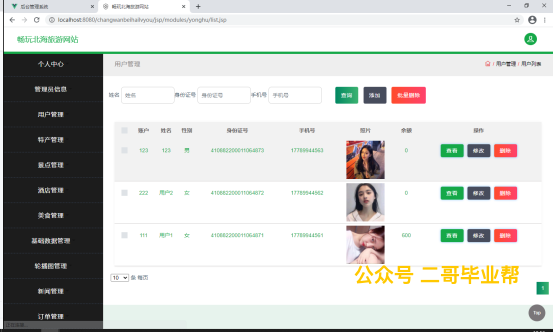 后台管理系统
畅玩北海旅游网站
localhost:8080/changwanbeihailvyou/jsp/modules/yonghu/list.jsp
畅玩北海旅游网站
个人中心
管理员信息
用户管理
特产管理
景点管理
酒店管理
美食管理
基础数据管理
轮播图管理
新闻管理
订单管理
用户管理
/ 用户管理 / 用户列表
姓名 姓名 身份证号 身份证号 手机号 手机号 查询 添加 批量删除
账户 姓名 性别 身份证号 手机号 照片 余额 操作
123 123 男 410882200011064873 17789944563 0 查看 修改 删除
222 用户2 女 410882200011064872 17789944562 0 查看 修改 删除
111 用户1 女 410882200011064871 17789944561 600 查看 修改 删除
10 条 每页
公众号 二哥毕业帮
1
Top